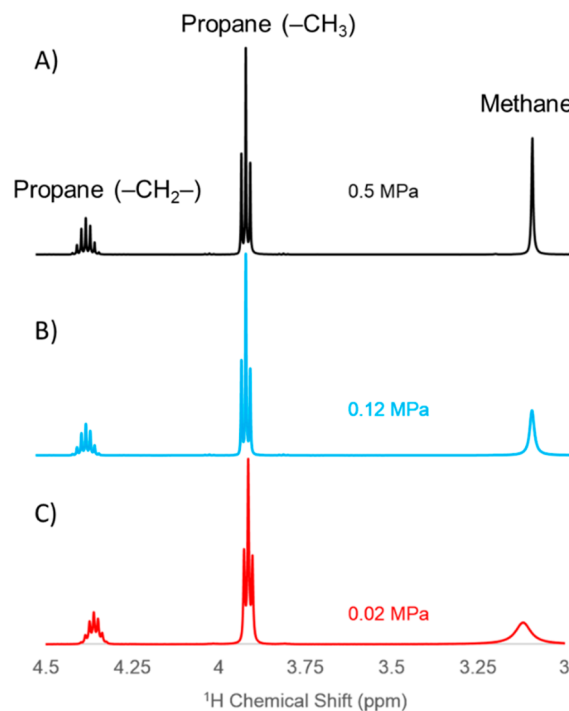 Propane (–CH₃)
A)
Methane
Propane (–CH₂–)
0.5 MPa
B)
0.12 MPa
C)
0.02 MPa
4.5 4.25 4 3.75 3.5 3.25 3
¹H Chemical Shift (ppm)